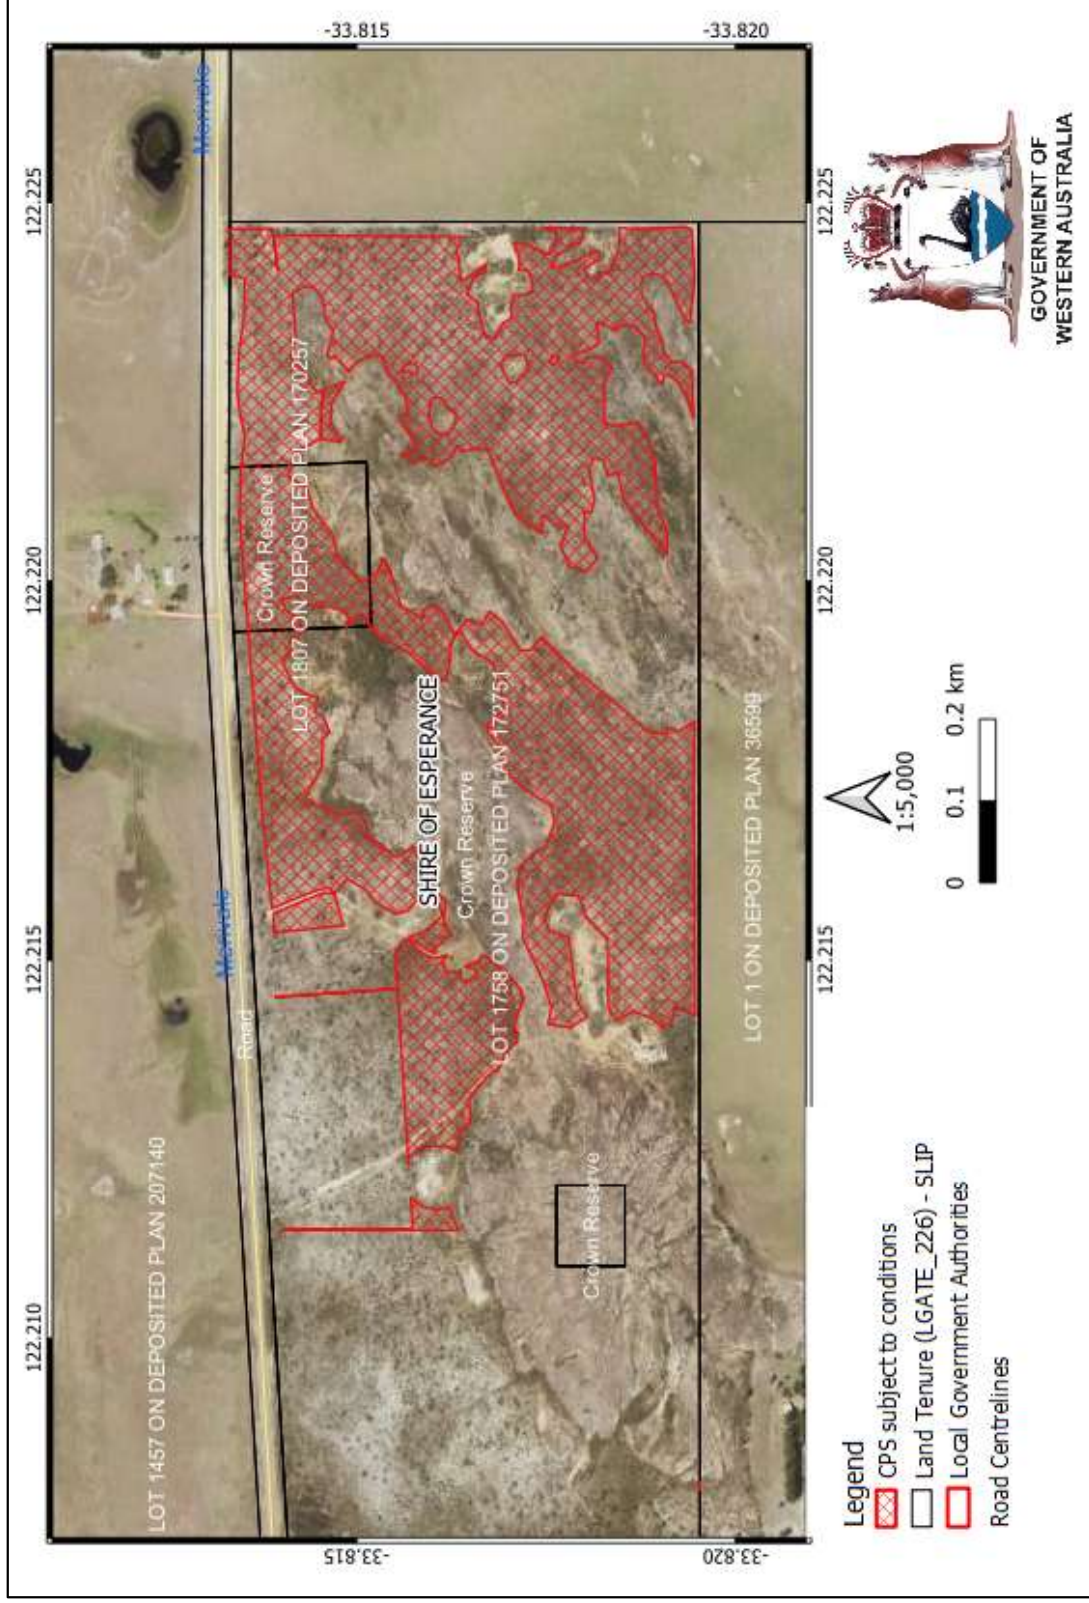 122.210
122.215
122.220
122.225
-33.815
-33.820
-33.815
-33.820
LOT 1457 ON DEPOSITED PLAN 207140
Merivale
Road
Merivale
Crown Reserve
LOT 1807 ON DEPOSITED PLAN 170257
SHIRE OF ESPERANCE
Crown Reserve
LOT 1758 ON DEPOSITED PLAN 172751
Crown Reserve
LOT 1 ON DEPOSITED PLAN 36599
122.215
122.220
122.225
Legend
CPS subject to conditions
Land Tenure (LGATE_226) - SLIP
Local Government Authorities
Road Centrelines
1:5,000
0 0.1 0.2 km
GOVERNMENT OF
WESTERN AUSTRALIA